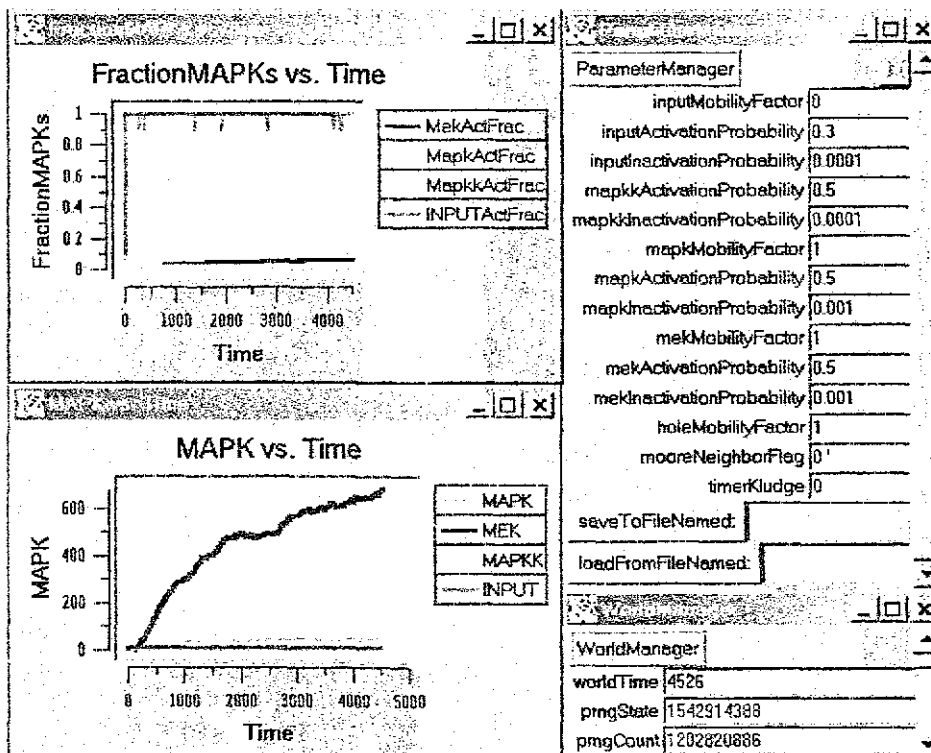 FractionMAPKs vs. Time
FractionMAPKs
1
0.8
0.6
0.4
0.2
0
0 1000 2000 3000 4000
Time
MekActFrac
MapkActFrac
MapkkActFrac
INPUTActFrac
MAPK vs. Time
MAPK
600
400
200
0
0 1000 2000 3000 4000 5000
Time
MAPK
MEK
MAPKK
INPUT
ParameterManager
inputMobilityFactor 0
inputActivationProbability 0.3
inputInactivationProbability 0.0001
mapkkActivationProbability 0.5
mapkkInactivationProbability 0.0001
mapkMobilityFactor 1
mapkActivationProbability 0.5
mapkInactivationProbability 0.001
mekMobilityFactor 1
mekActivationProbability 0.5
mekInactivationProbability 0.001
holeMobilityFactor 1
mooreNeighborFlag 0
timerKludge 0
saveToFileNamed:
loadFromFileNamed:
WorldManager
worldTime 4526
prngState 1542914388
prngCount 1202820886